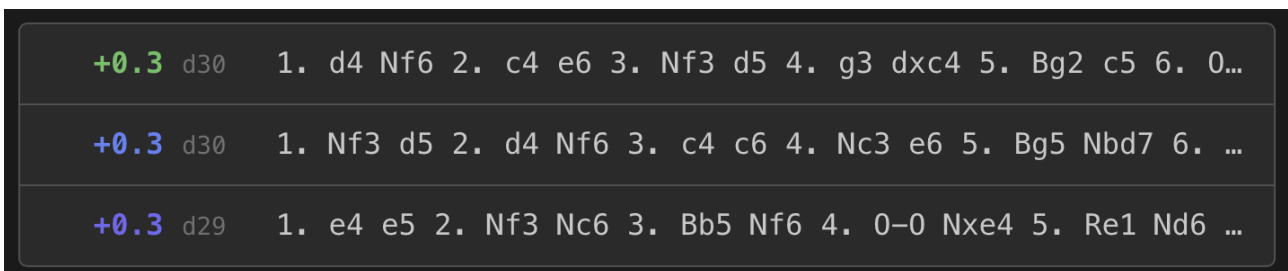 +0.3 d30 1. d4 Nf6 2. c4 e6 3. Nf3 d5 4. g3 dxc4 5. Bg2 c5 6. O…
+0.3 d30 1. Nf3 d5 2. d4 Nf6 3. c4 c6 4. Nc3 e6 5. Bg5 Nbd7 6. …
+0.3 d29 1. e4 e5 2. Nf3 Nc6 3. Bb5 Nf6 4. O-O Nxe4 5. Re1 Nd6 …